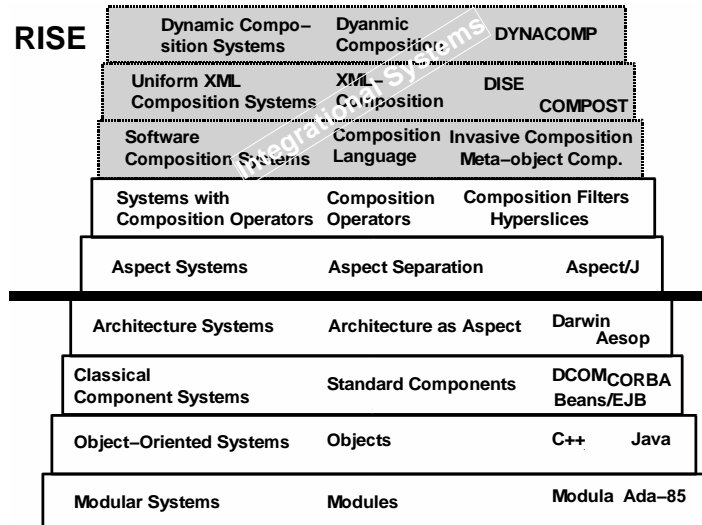 RISE
Dynamic Compo–
sition Systems
Dyanmic
Composition
DYNACOMP
Uniform XML
Composition Systems
XML–
Composition
DISE
COMPOST
Software
Composition Systems
Composition
Language
Invasive Composition
Meta–object Comp.
Integrational Systems
Systems with
Composition Operators
Composition
Operators
Composition Filters
Hyperslices
Aspect Systems
Aspect Separation
Aspect/J
Architecture Systems
Architecture as Aspect
Darwin
Aesop
Classical
Component Systems
Standard Components
DCOM CORBA
Beans/EJB
Object–Oriented Systems
Objects
C++ Java
Modular Systems
Modules
Modula Ada–85